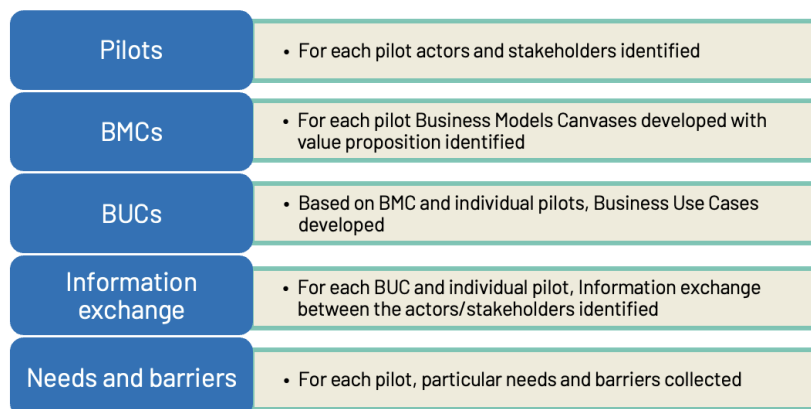 Pilots
• For each pilot actors and stakeholders identified
BMCs
• For each pilot Business Models Canvases developed with
value proposition identified
BUCs
• Based on BMC and individual pilots, Business Use Cases
developed
Information
exchange
• For each BUC and individual pilot, Information exchange
between the actors/stakeholders identified
Needs and barriers
• For each pilot, particular needs and barriers collected